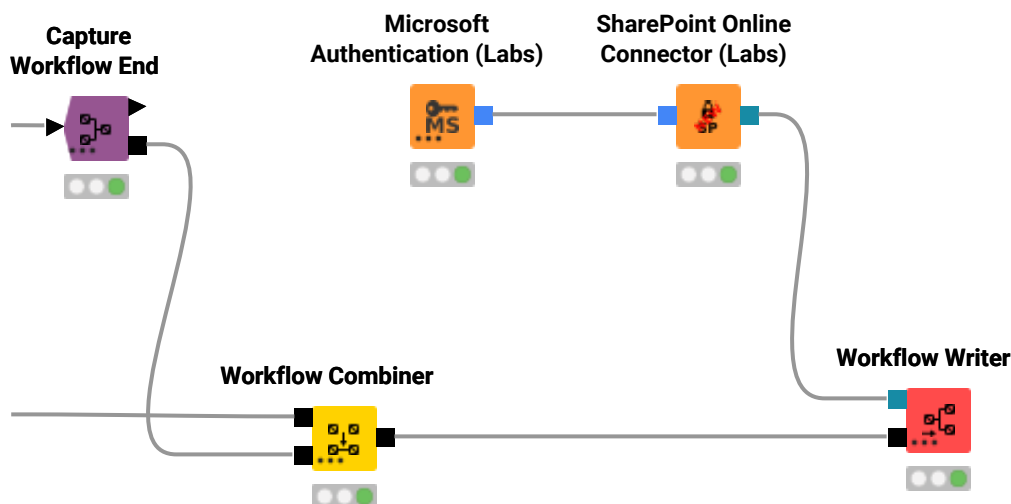 Capture
Workflow End
Microsoft
Authentication (Labs)
SharePoint Online
Connector (Labs)
MS
SP
Workflow Combiner
Workflow Writer